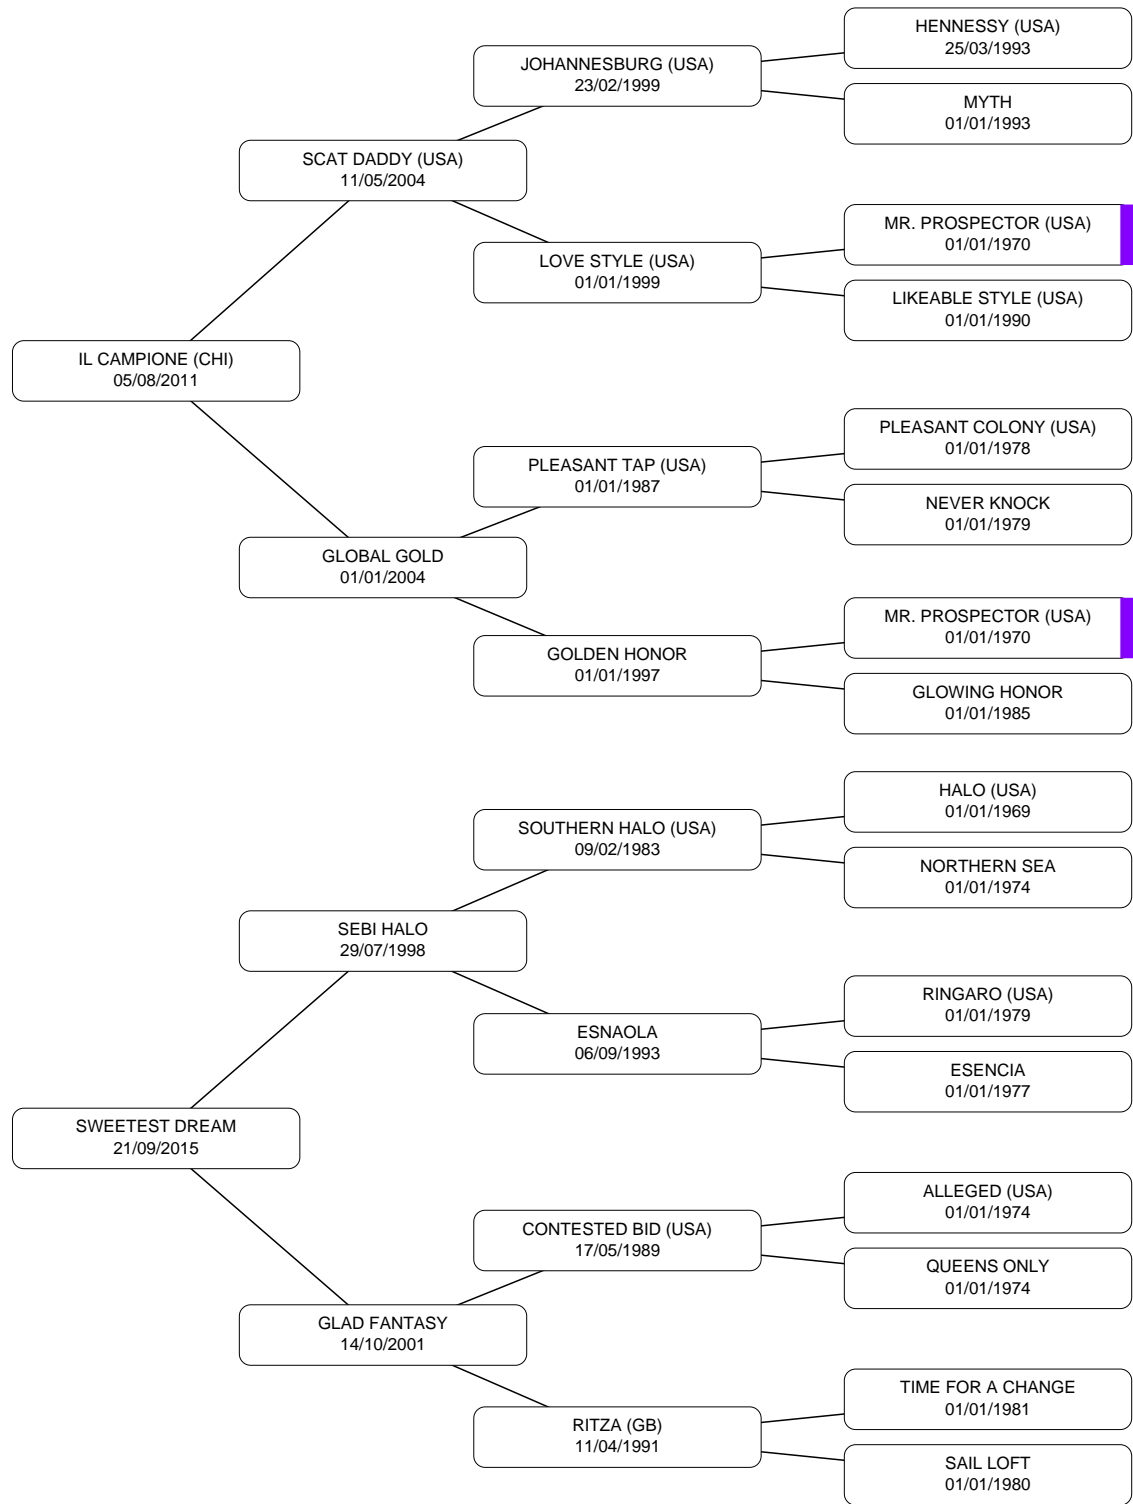 HENNESSY (USA)
25/03/1993
JOHANNESBURG (USA)
23/02/1999
MYTH
01/01/1993
SCAT DADDY (USA)
11/05/2004
MR. PROSPECTOR (USA)
01/01/1970
LOVE STYLE (USA)
01/01/1999
LIKEABLE STYLE (USA)
01/01/1990
IL CAMPIONE (CHI)
05/08/2011
PLEASANT COLONY (USA)
01/01/1978
PLEASANT TAP (USA)
01/01/1987
NEVER KNOCK
01/01/1979
GLOBAL GOLD
01/01/2004
MR. PROSPECTOR (USA)
01/01/1970
GOLDEN HONOR
01/01/1997
GLOWING HONOR
01/01/1985
HALO (USA)
01/01/1969
SOUTHERN HALO (USA)
09/02/1983
NORTHERN SEA
01/01/1974
SEBI HALO
29/07/1998
RINGARO (USA)
01/01/1979
ESNAOLA
06/09/1993
ESENCIA
01/01/1977
SWEETEST DREAM
21/09/2015
ALLEGED (USA)
01/01/1974
CONTESTED BID (USA)
17/05/1989
QUEENS ONLY
01/01/1974
GLAD FANTASY
14/10/2001
TIME FOR A CHANGE
01/01/1981
RITZA (GB)
11/04/1991
SAIL LOFT
01/01/1980